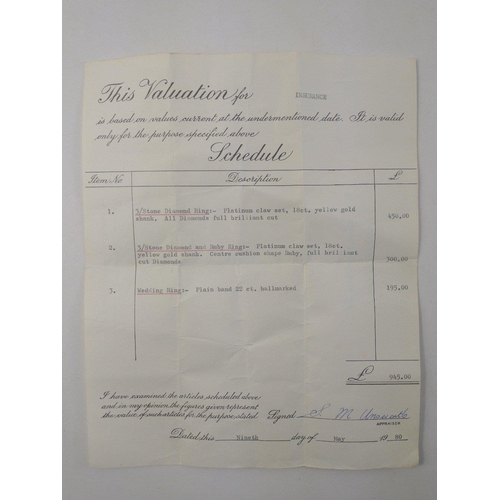 This Valuation for INSURANCE
is based on values current at the undermentioned date. It is valid
only for the purpose specified above
Schedule
Item No. Description £
1. 3/Stone Diamond Ring:- Platinum claw set, 18ct, yellow gold
shank. All Diamonds full brilliant cut 450.00
2. 3/Stone Diamond and Ruby Ring:- Platinum claw set, 18ct,
yellow gold shank. Centre cushion shape Ruby, full brilliant
cut Diamonds 300.00
3. Wedding Ring:- Plain band 22 ct. hallmarked 195.00
£ 945.00
I have examined the articles scheduled above
and in my opinion the figures given represent
the value of such articles for the purpose stated. Signed M
APPRAISER
Dated this Nineth day of May 19 80